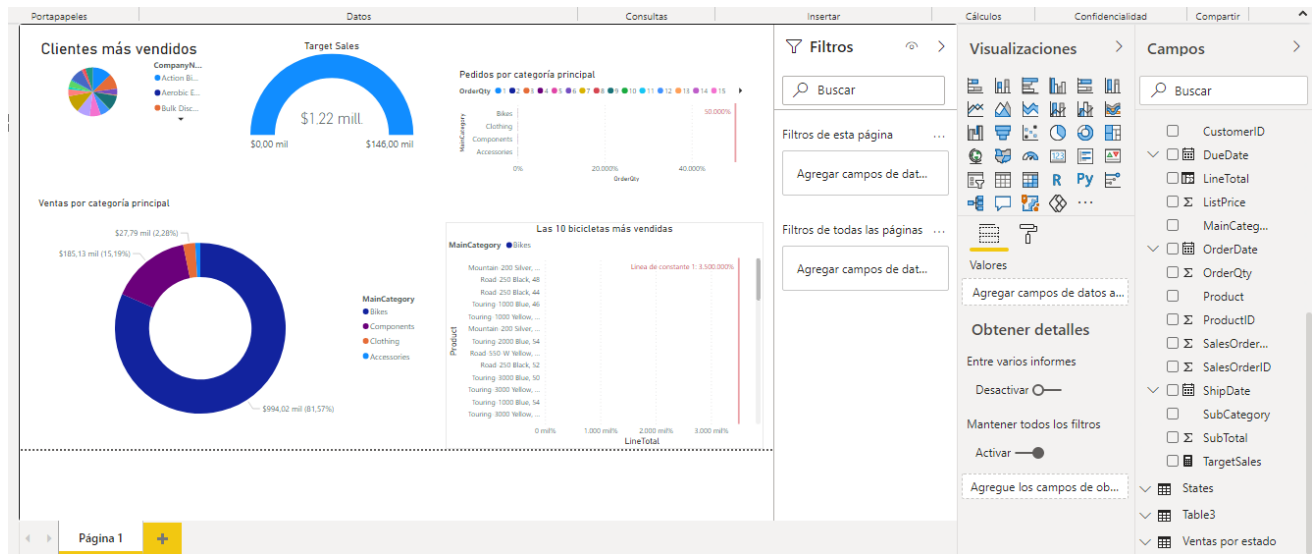 Portapapeles
Datos
Consultas
Insertar
Cálculos
Confidencialidad
Compartir
Clientes más vendidos
CompanyN...
Action Bi...
Aerobic E...
Bulk Disc...
Target Sales
$1,22 mill.
$0,00 mil
$146,00 mil
Pedidos por categoría principal
OrderQty 1 2 3 4 5 6 7 8 9 10 11 12 13 14 15
MainCategory
Bikes
Clothing
Components
Accessories
50.000%
0%
20.000%
40.000%
OrderQty
Ventas por categoría principal
$27,79 mil (2,28%)
$185,13 mil (15,19%)
$994,02 mil (81,57%)
MainCategory
Bikes
Components
Clothing
Accessories
Las 10 bicicletas más vendidas
MainCategory Bikes
Product
Mountain-200 Silver, ...
Road-250 Black, 48
Road-250 Black, 44
Touring-1000 Blue, 46
Touring-1000 Yellow, ...
Mountain-200 Silver, ...
Touring-2000 Blue, 54
Road-550-W Yellow, ...
Road-250 Black, 52
Touring-3000 Blue, 50
Touring-3000 Yellow, ...
Touring-1000 Blue, 54
Touring-3000 Yellow, ...
Línea de constante 1: 3.500.000%
0 mil%
1.000 mil%
2.000 mil%
3.000 mil%
LineTotal
Página 1
Filtros
Buscar
Filtros de esta página ...
Agregar campos de dat...
Filtros de todas las páginas ...
Agregar campos de dat...
Visualizaciones
123
R
Py
...
Valores
Agregar campos de datos a...
Obtener detalles
Entre varios informes
Desactivar
Mantener todos los filtros
Activar
Agregue los campos de ob...
Campos
Buscar
CustomerID
DueDate
LineTotal
Σ ListPrice
MainCateg...
OrderDate
Σ OrderQty
Product
Σ ProductID
Σ SalesOrder...
Σ SalesOrderID
ShipDate
SubCategory
Σ SubTotal
TargetSales
States
Table3
Ventas por estado